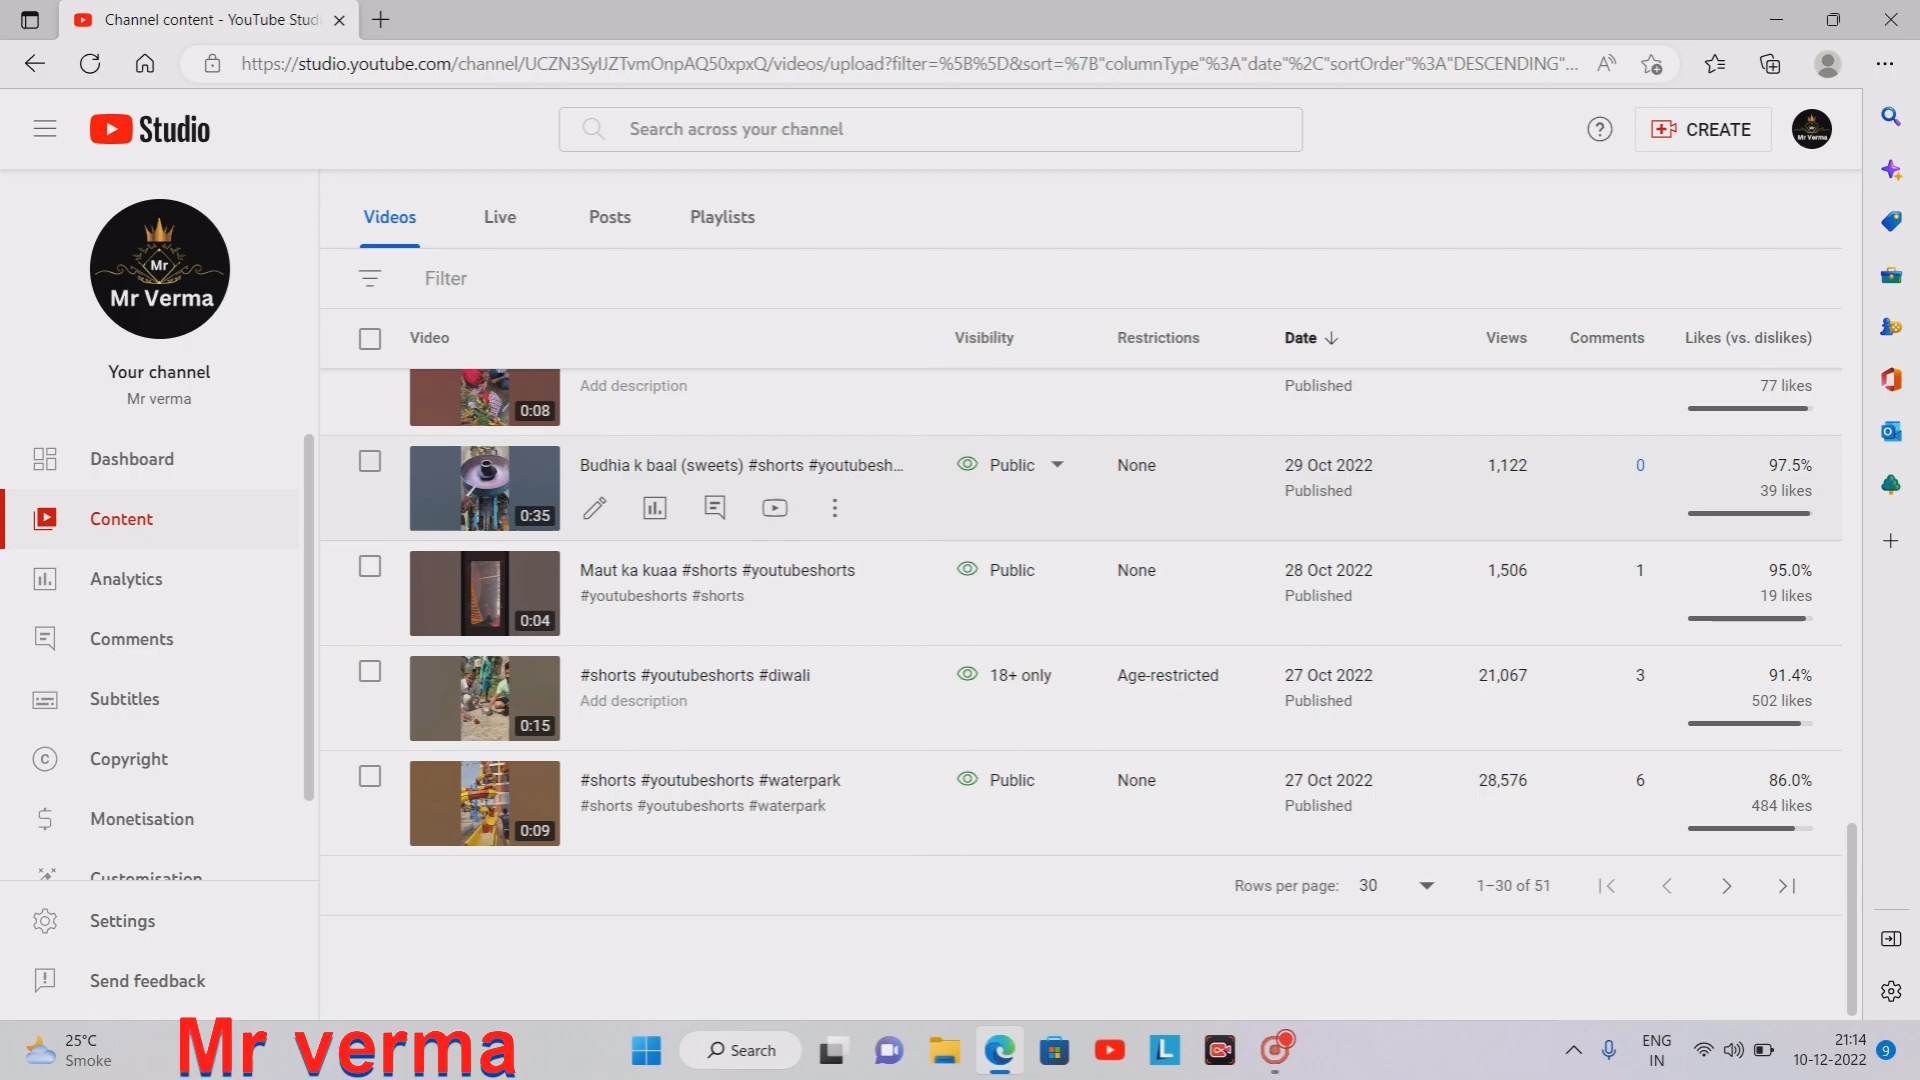 Channel content - YouTube Stud
https://studio.youtube.com/channel/UCZN3SyIJZTvmOnpAQ50xpxQ/videos/upload?filter=%5B%5D&sort=%7B"columnType"%3A"date"%2C"sortOrder"%3A"DESCENDING"...
Studio
Search across your channel
CREATE
Mr Verma
Mr
Mr Verma
Your channel
Mr verma
Dashboard
Content
Analytics
Comments
Subtitles
Copyright
Monetisation
Customisation
Settings
Send feedback
Videos Live Posts Playlists
Filter
Video Visibility Restrictions Date Views Comments Likes (vs. dislikes)
0:08 Add description Published 77 likes
Budhia k baal (sweets) #shorts #youtubesh... Public None 29 Oct 2022 1,122 0 97.5%
0:35 Published 39 likes
Maut ka kuaa #shorts #youtubeshorts Public None 28 Oct 2022 1,506 1 95.0%
0:04 #youtubeshorts #shorts Published 19 likes
#shorts #youtubeshorts #diwali 18+ only Age-restricted 27 Oct 2022 21,067 3 91.4%
0:15 Add description Published 502 likes
#shorts #youtubeshorts #waterpark Public None 27 Oct 2022 28,576 6 86.0%
0:09 #shorts #youtubeshorts #waterpark Published 484 likes
Rows per page: 30 1–30 of 51
25°C
Smoke
Mr verma
Search
ENG
IN
21:14
10-12-2022
9